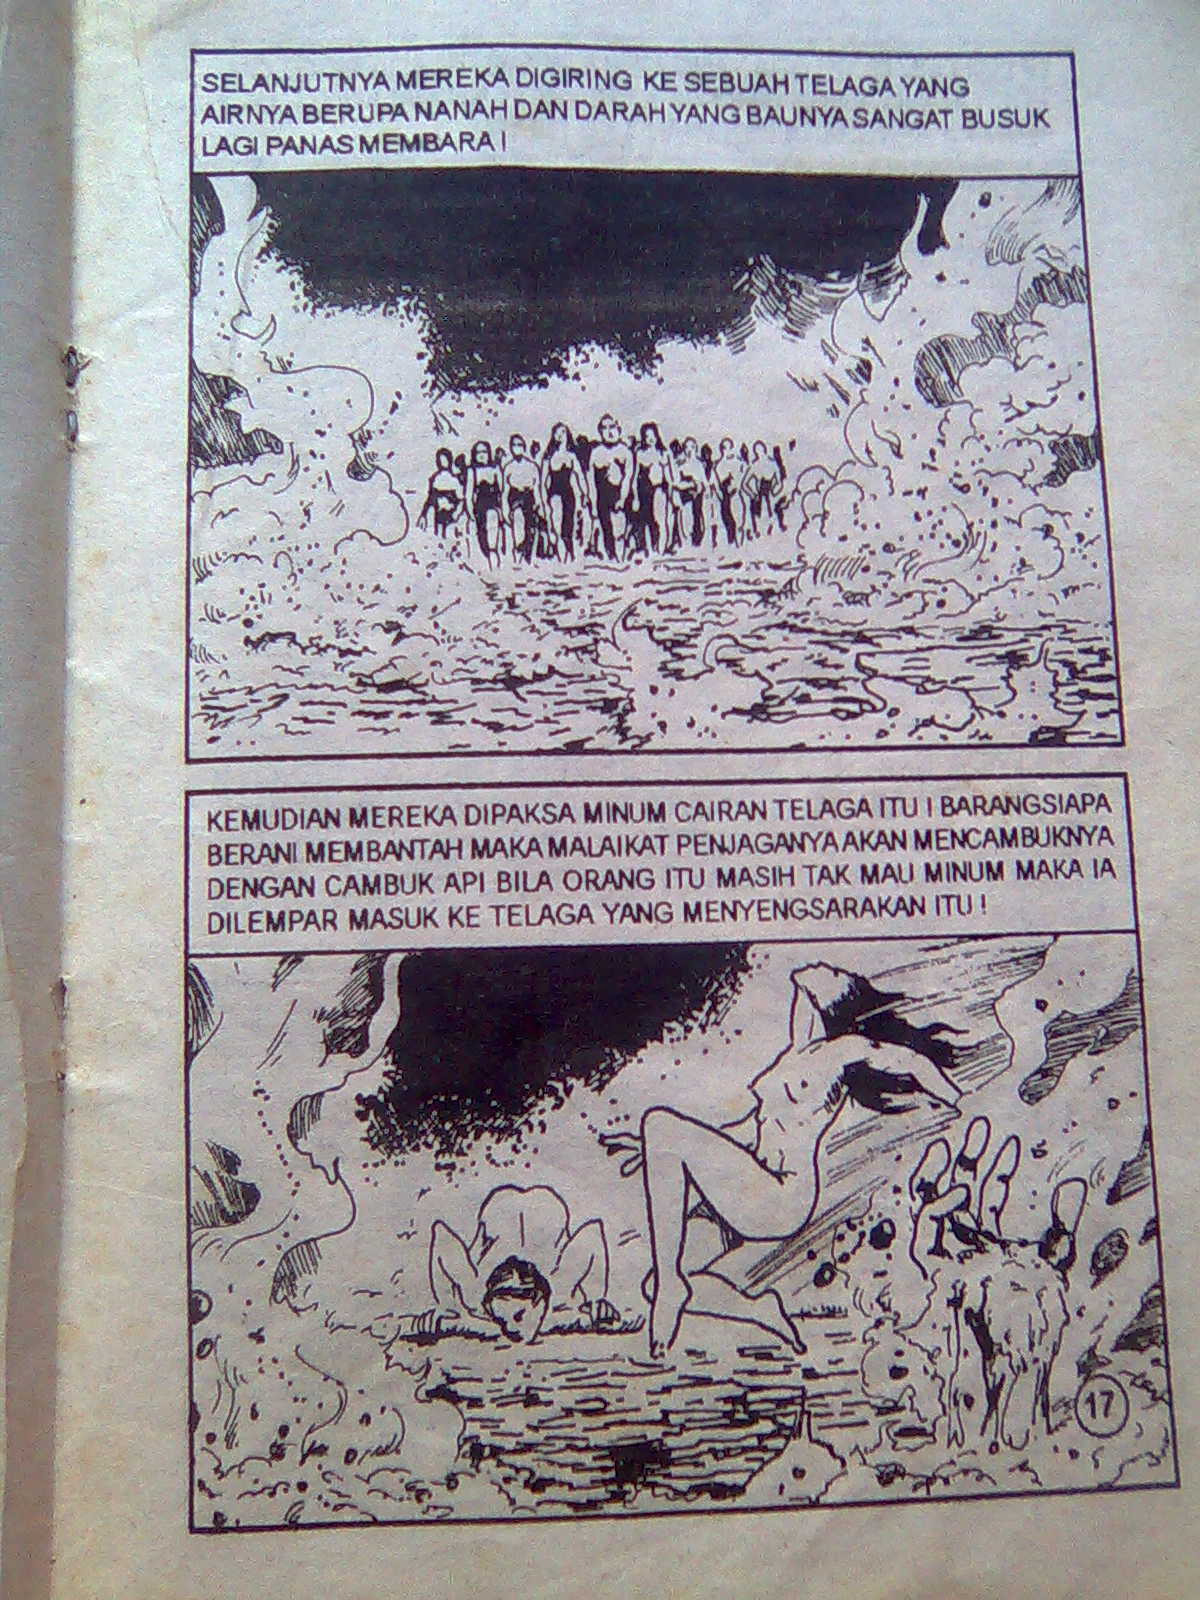 SELANJUTNYA MEREKA DIGIRING KE SEBUAH TELAGA YANG
AIRNYA BERUPA NANAH DAN DARAH YANG BAUNYA SANGAT BUSUK
LAGI PANAS MEMBARA !
KEMUDIAN MEREKA DIPAKSA MINUM CAIRAN TELAGA ITU ! BARANGSIAPA
BERANI MEMBANTAH MAKA MALAIKAT PENJAGANYA AKAN MENCAMBUKNYA
DENGAN CAMBUK API BILA ORANG ITU MASIH TAK MAU MINUM MAKA IA
DILEMPAR MASUK KE TELAGA YANG MENYENGSARAKAN ITU !
17